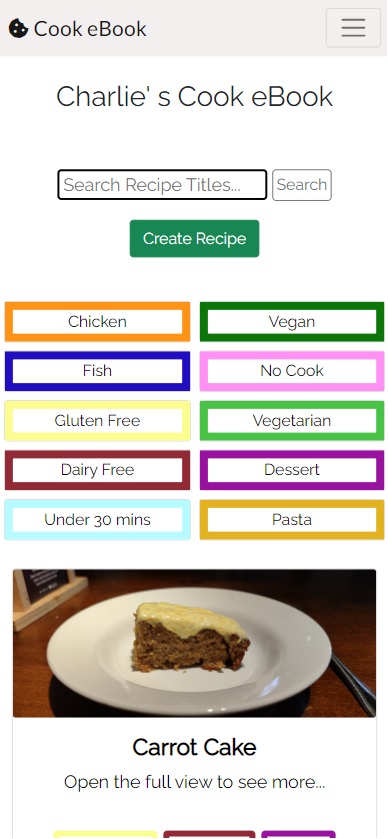 Cook eBook
Charlie' s Cook eBook
Search Recipe Titles... Search
Create Recipe
Chicken Vegan
Fish No Cook
Gluten Free Vegetarian
Dairy Free Dessert
Under 30 mins Pasta
Carrot Cake
Open the full view to see more...